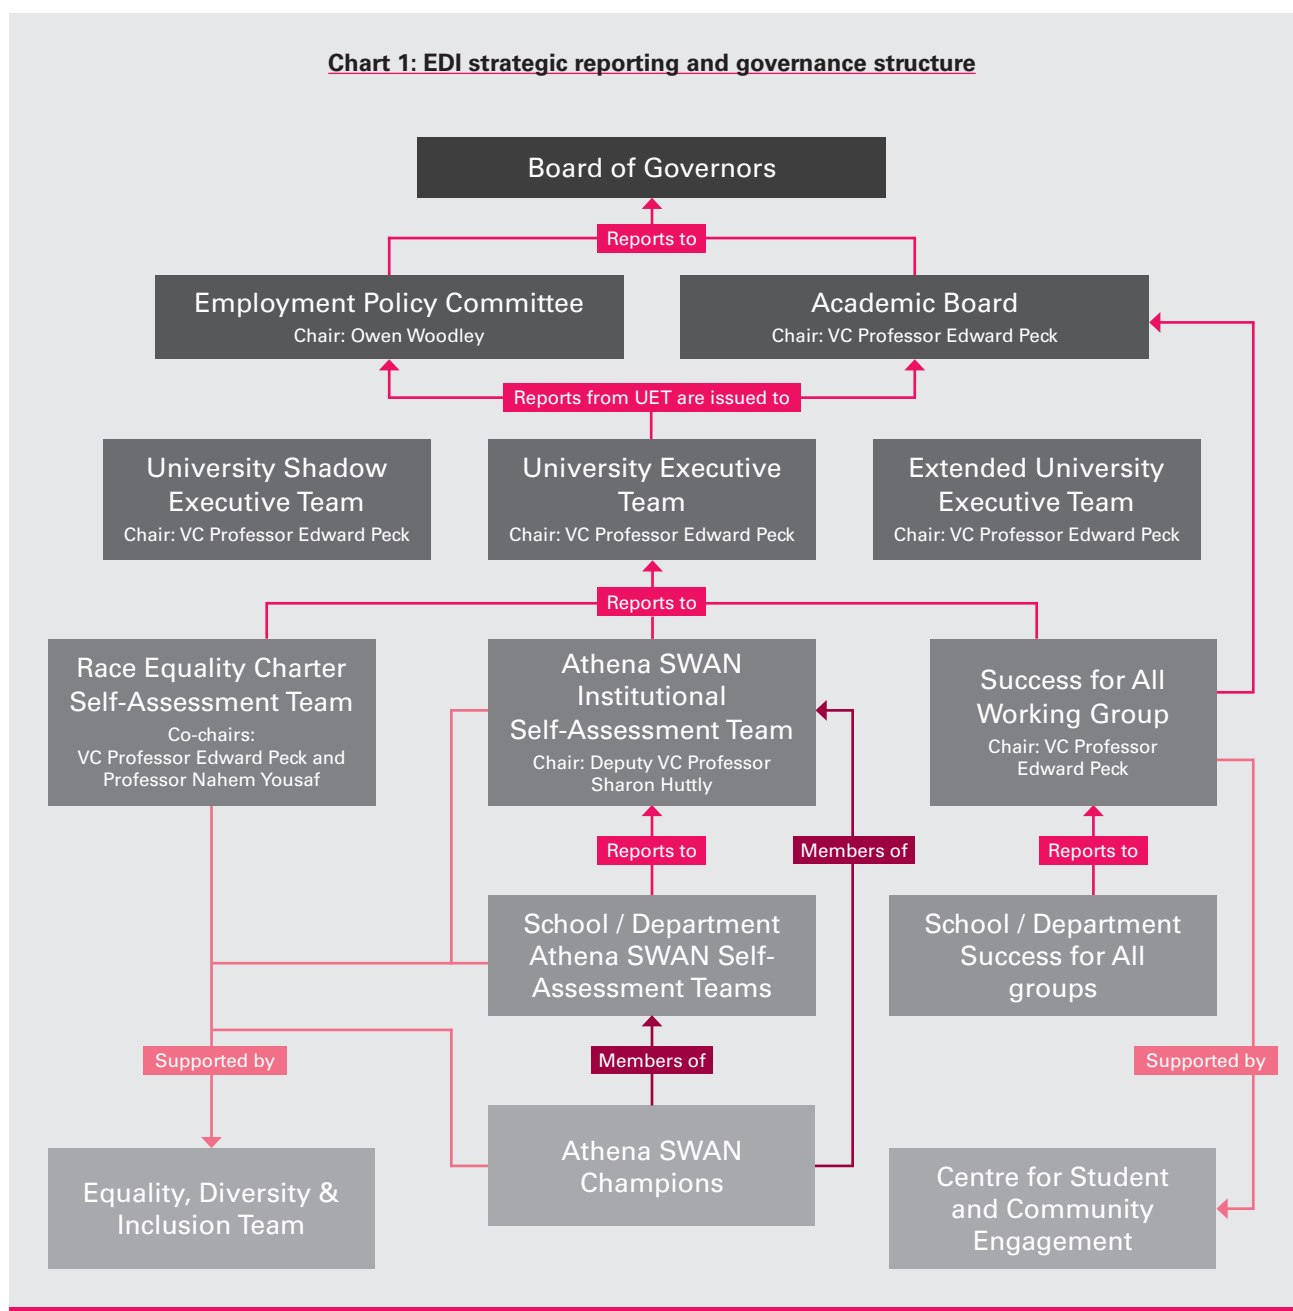 Chart 1: EDI strategic reporting and governance structure
Board of Governors
Reports to
Employment Policy Committee
Chair: Owen Woodley
Academic Board
Chair: VC Professor Edward Peck
Reports from UET are issued to
University Shadow
Executive Team
Chair: VC Professor Edward Peck
University Executive
Team
Chair: VC Professor Edward Peck
Extended University
Executive Team
Chair: VC Professor Edward Peck
Reports to
Race Equality Charter
Self-Assessment Team
Co-chairs:
VC Professor Edward Peck and
Professor Nahem Yousaf
Athena SWAN
Institutional
Self-Assessment Team
Chair: Deputy VC Professor
Sharon Huttly
Success for All
Working Group
Chair: VC Professor
Edward Peck
Reports to
Members of
Reports to
School / Department
Athena SWAN Self-
Assessment Teams
School / Department
Success for All
groups
Supported by
Members of
Supported by
Equality, Diversity &
Inclusion Team
Athena SWAN
Champions
Centre for Student
and Community
Engagement